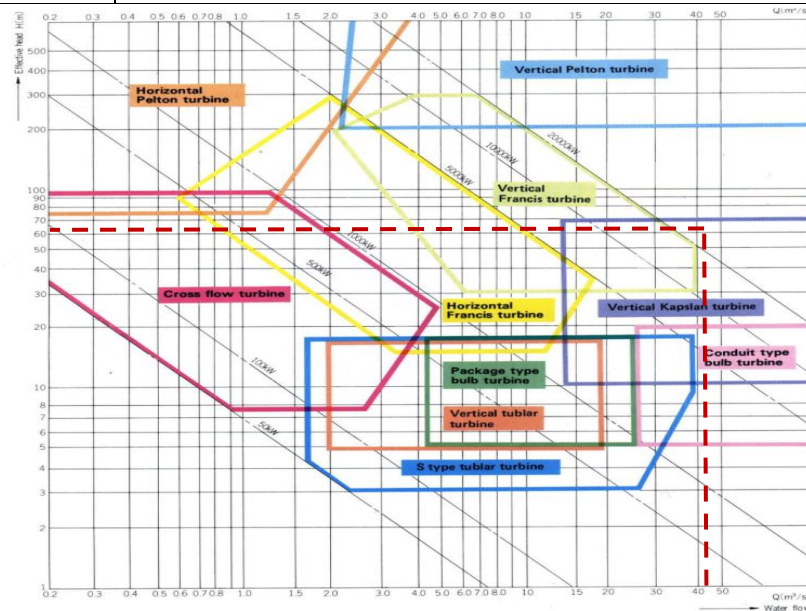 0.2 0.3 0.4 0.5 0.6 0.7 0.8 1.0 1.5 2.0 3.0 4.0 5.0 6.0 8.0 10 15 20 30 40 50 Q(m³/s
Effective head H(m)
500
400
300
200
100
90
80
70
60
50
40
30
20
10
8
7
6
5
4
3
2
1
Vertical Pelton turbine
Horizontal
Pelton turbine
20000kW
10000kW
5000kW
Vertical
Francis turbine
1000kW
500kW
Cross flow turbine
Horizontal
Francis turbine
Vertical Kapslan turbine
Conduit type
bulb turbine
100kW
Package type
bulb turbine
Vertical tublar
turbine
50kW
S type tublar turbine
0.2 0.3 0.4 0.5 0.6 0.7 0.8 1.0 1.5 2.0 3.0 4.0 5.0 6.0 8.0 10 15 20 30 40 50 Q(m³/s
Water flow